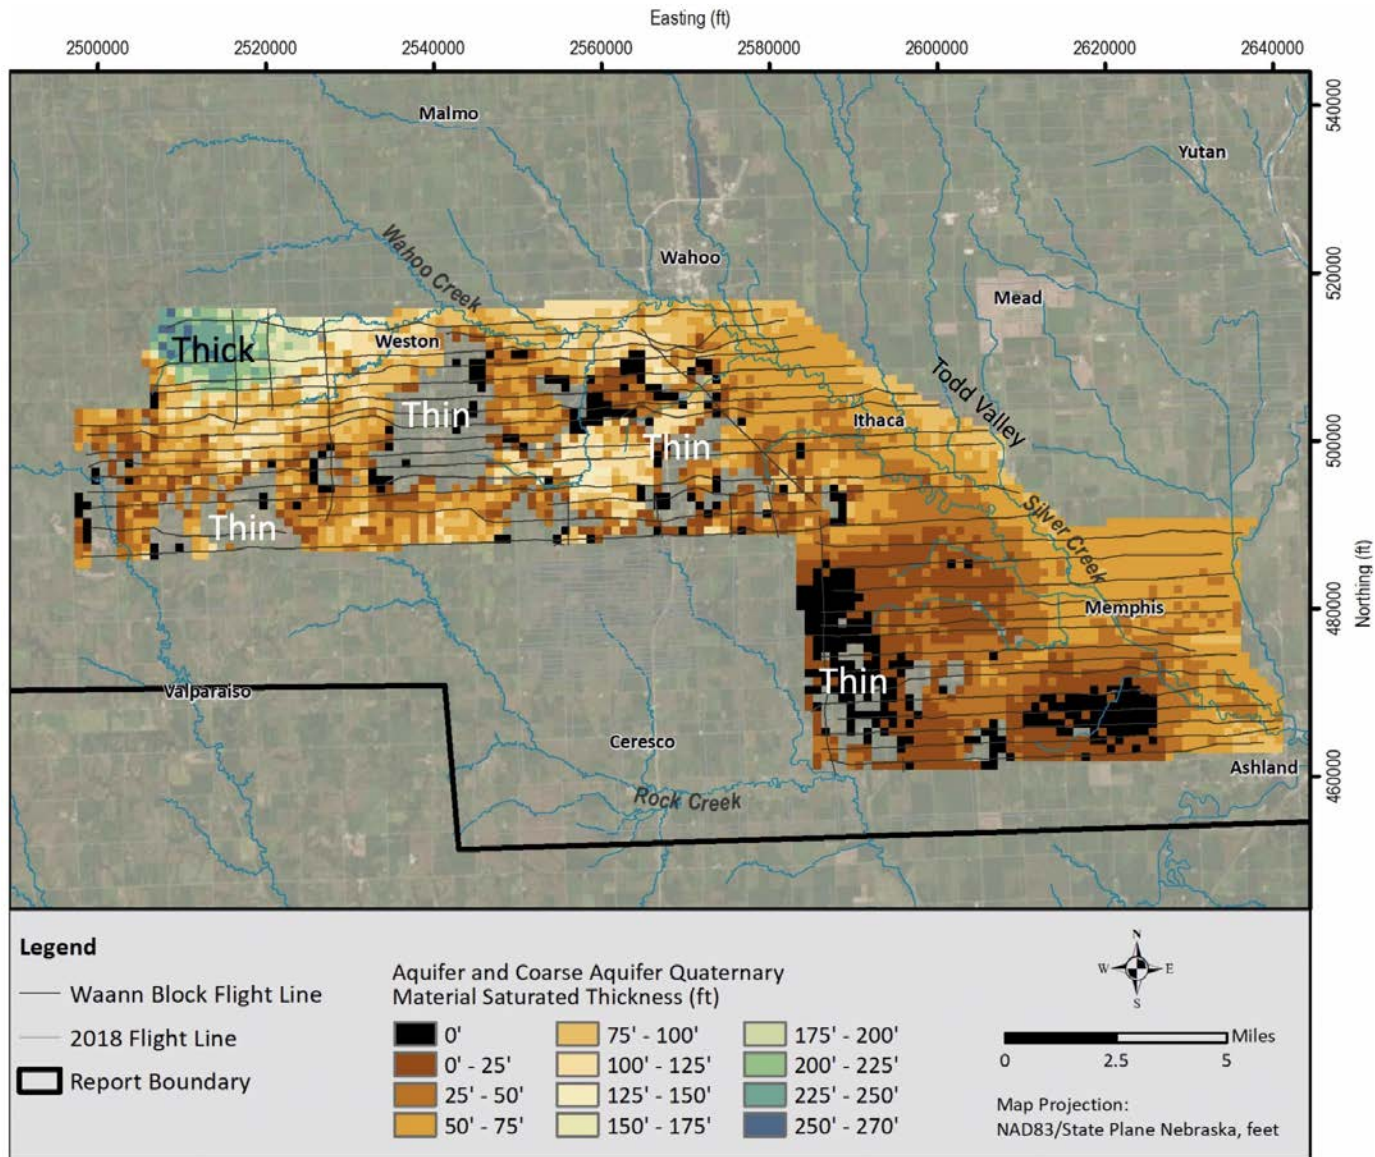 Easting (ft)
2500000 2520000 2540000 2560000 2580000 2600000 2620000 2640000
Malmo
540000
Yutan
Wahoo Creek
Wahoo
520000
Mead
Thick
Weston
Todd Valley
Thin
Ithaca
Thin
500000
Thin
Silver Creek
Northing (ft)
Memphis
480000
Thin
Valparaiso
Ceresco
Ashland
460000
Rock Creek
Legend
Waann Block Flight Line
2018 Flight Line
Report Boundary
Aquifer and Coarse Aquifer Quaternary
Material Saturated Thickness (ft)
0'
0' - 25'
25' - 50'
50' - 75'
75' - 100'
100' - 125'
125' - 150'
150' - 175'
175' - 200'
200' - 225'
225' - 250'
250' - 270'
N
W E
S
Miles
0 2.5 5
Map Projection:
NAD83/State Plane Nebraska, feet